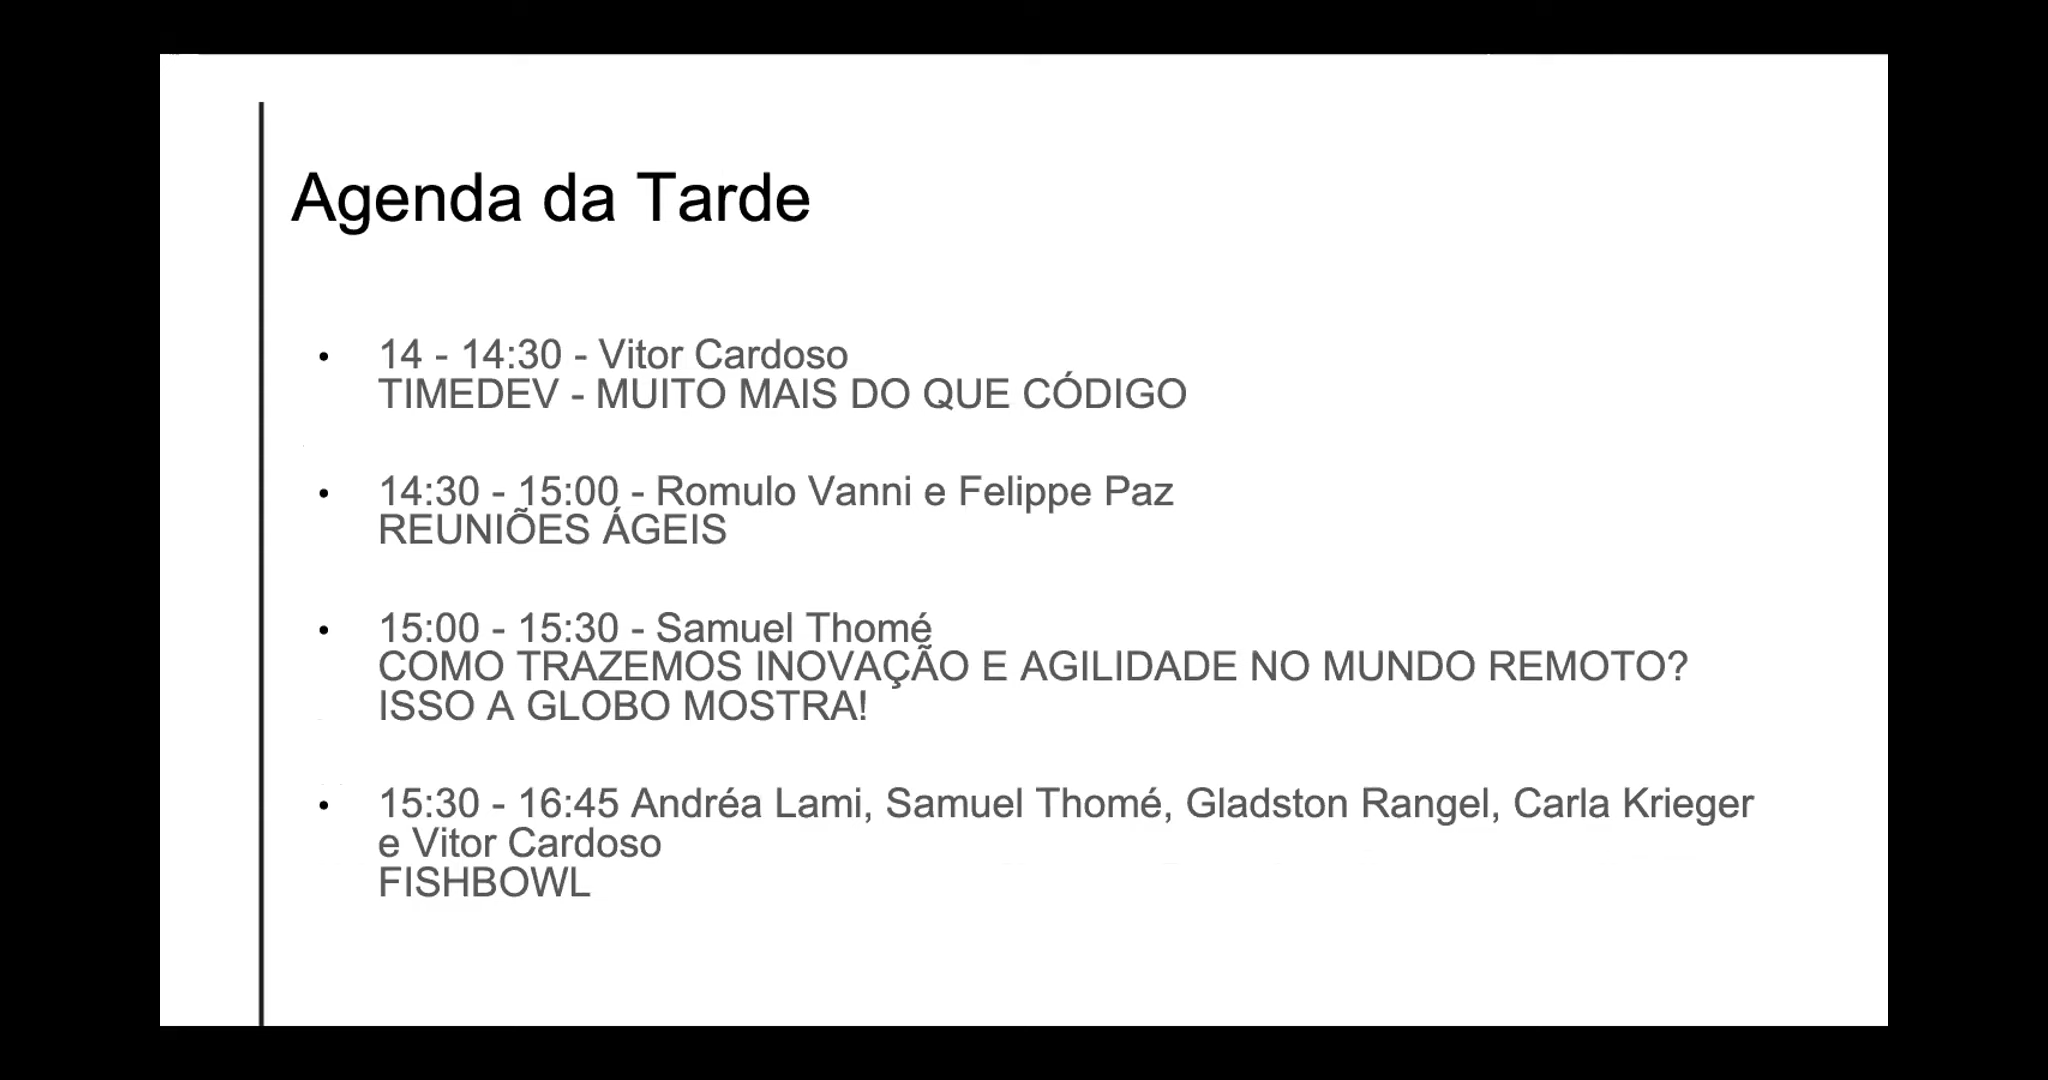 Agenda da Tarde
• 14 - 14:30 - Vitor Cardoso
TIMEDEV - MUITO MAIS DO QUE CÓDIGO
• 14:30 - 15:00 - Romulo Vanni e Felippe Paz
REUNIÕES ÁGEIS
• 15:00 - 15:30 - Samuel Thomé
COMO TRAZEMOS INOVAÇÃO E AGILIDADE NO MUNDO REMOTO?
ISSO A GLOBO MOSTRA!
• 15:30 - 16:45 Andréa Lami, Samuel Thomé, Gladston Rangel, Carla Krieger
e Vitor Cardoso
FISHBOWL